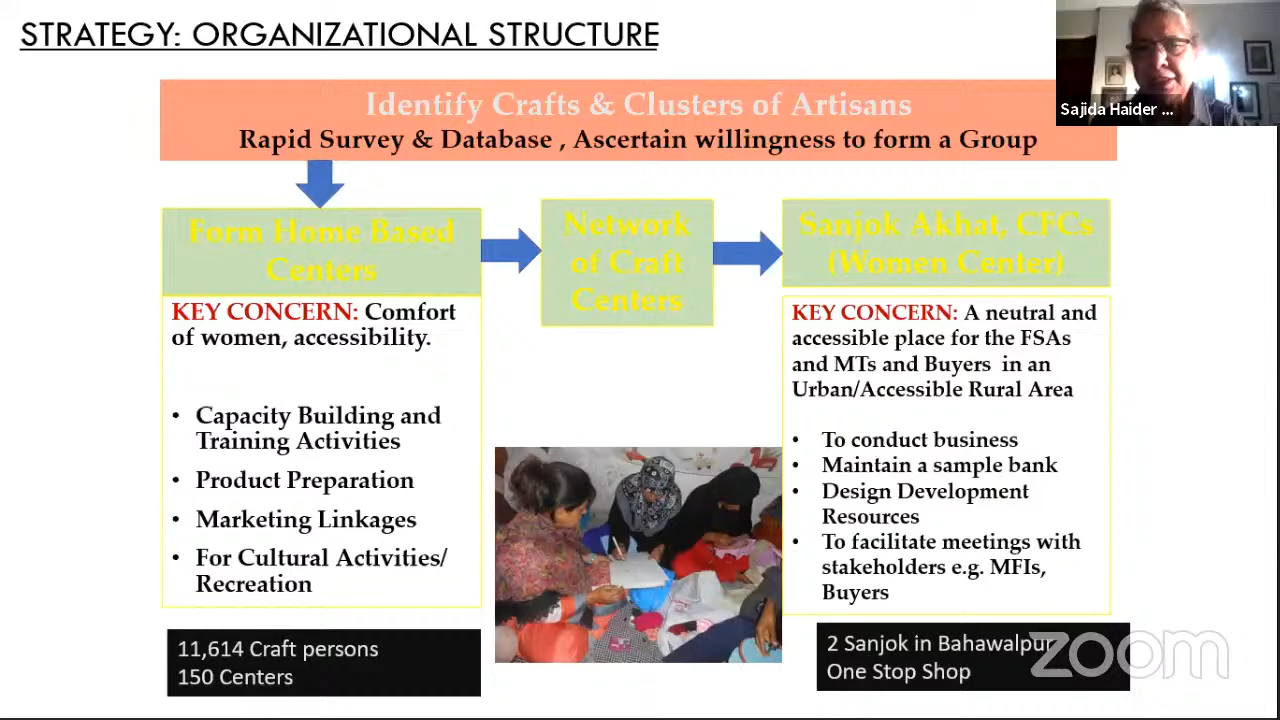 STRATEGY: ORGANIZATIONAL STRUCTURE
Sajida Haider ...
Identify Crafts & Clusters of Artisans
Rapid Survey & Database , Ascertain willingness to form a Group
Form Home Based
Centers
KEY CONCERN: Comfort
of women, accessibility.
• Capacity Building and
Training Activities
• Product Preparation
• Marketing Linkages
• For Cultural Activities/
Recreation
11,614 Craft persons
150 Centers
Network
of Craft
Centers
Sanjok Akhat, CFCs
(Women Center)
KEY CONCERN: A neutral and
accessible place for the FSAs
and MTs and Buyers in an
Urban/Accessible Rural Area
• To conduct business
• Maintain a sample bank
• Design Development
Resources
• To facilitate meetings with
stakeholders e.g. MFIs,
Buyers
2 Sanjok in Bahawalpur
One Stop Shop
zoom